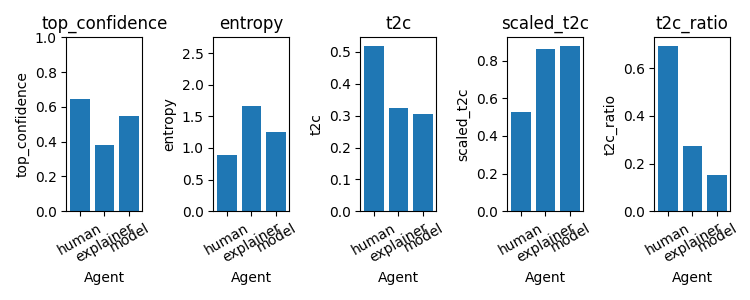 top_confidence
entropy
t2c
scaled_t2c
t2c_ratio
top_confidence
1.0
0.8
0.6
0.4
0.2
0.0
human
explainer
model
Agent
entropy
2.5
2.0
1.5
1.0
0.5
0.0
human
explainer
model
Agent
t2c
0.5
0.4
0.3
0.2
0.1
0.0
human
explainer
model
Agent
scaled_t2c
0.8
0.6
0.4
0.2
0.0
human
explainer
model
Agent
t2c_ratio
0.6
0.4
0.2
0.0
human
explainer
model
Agent